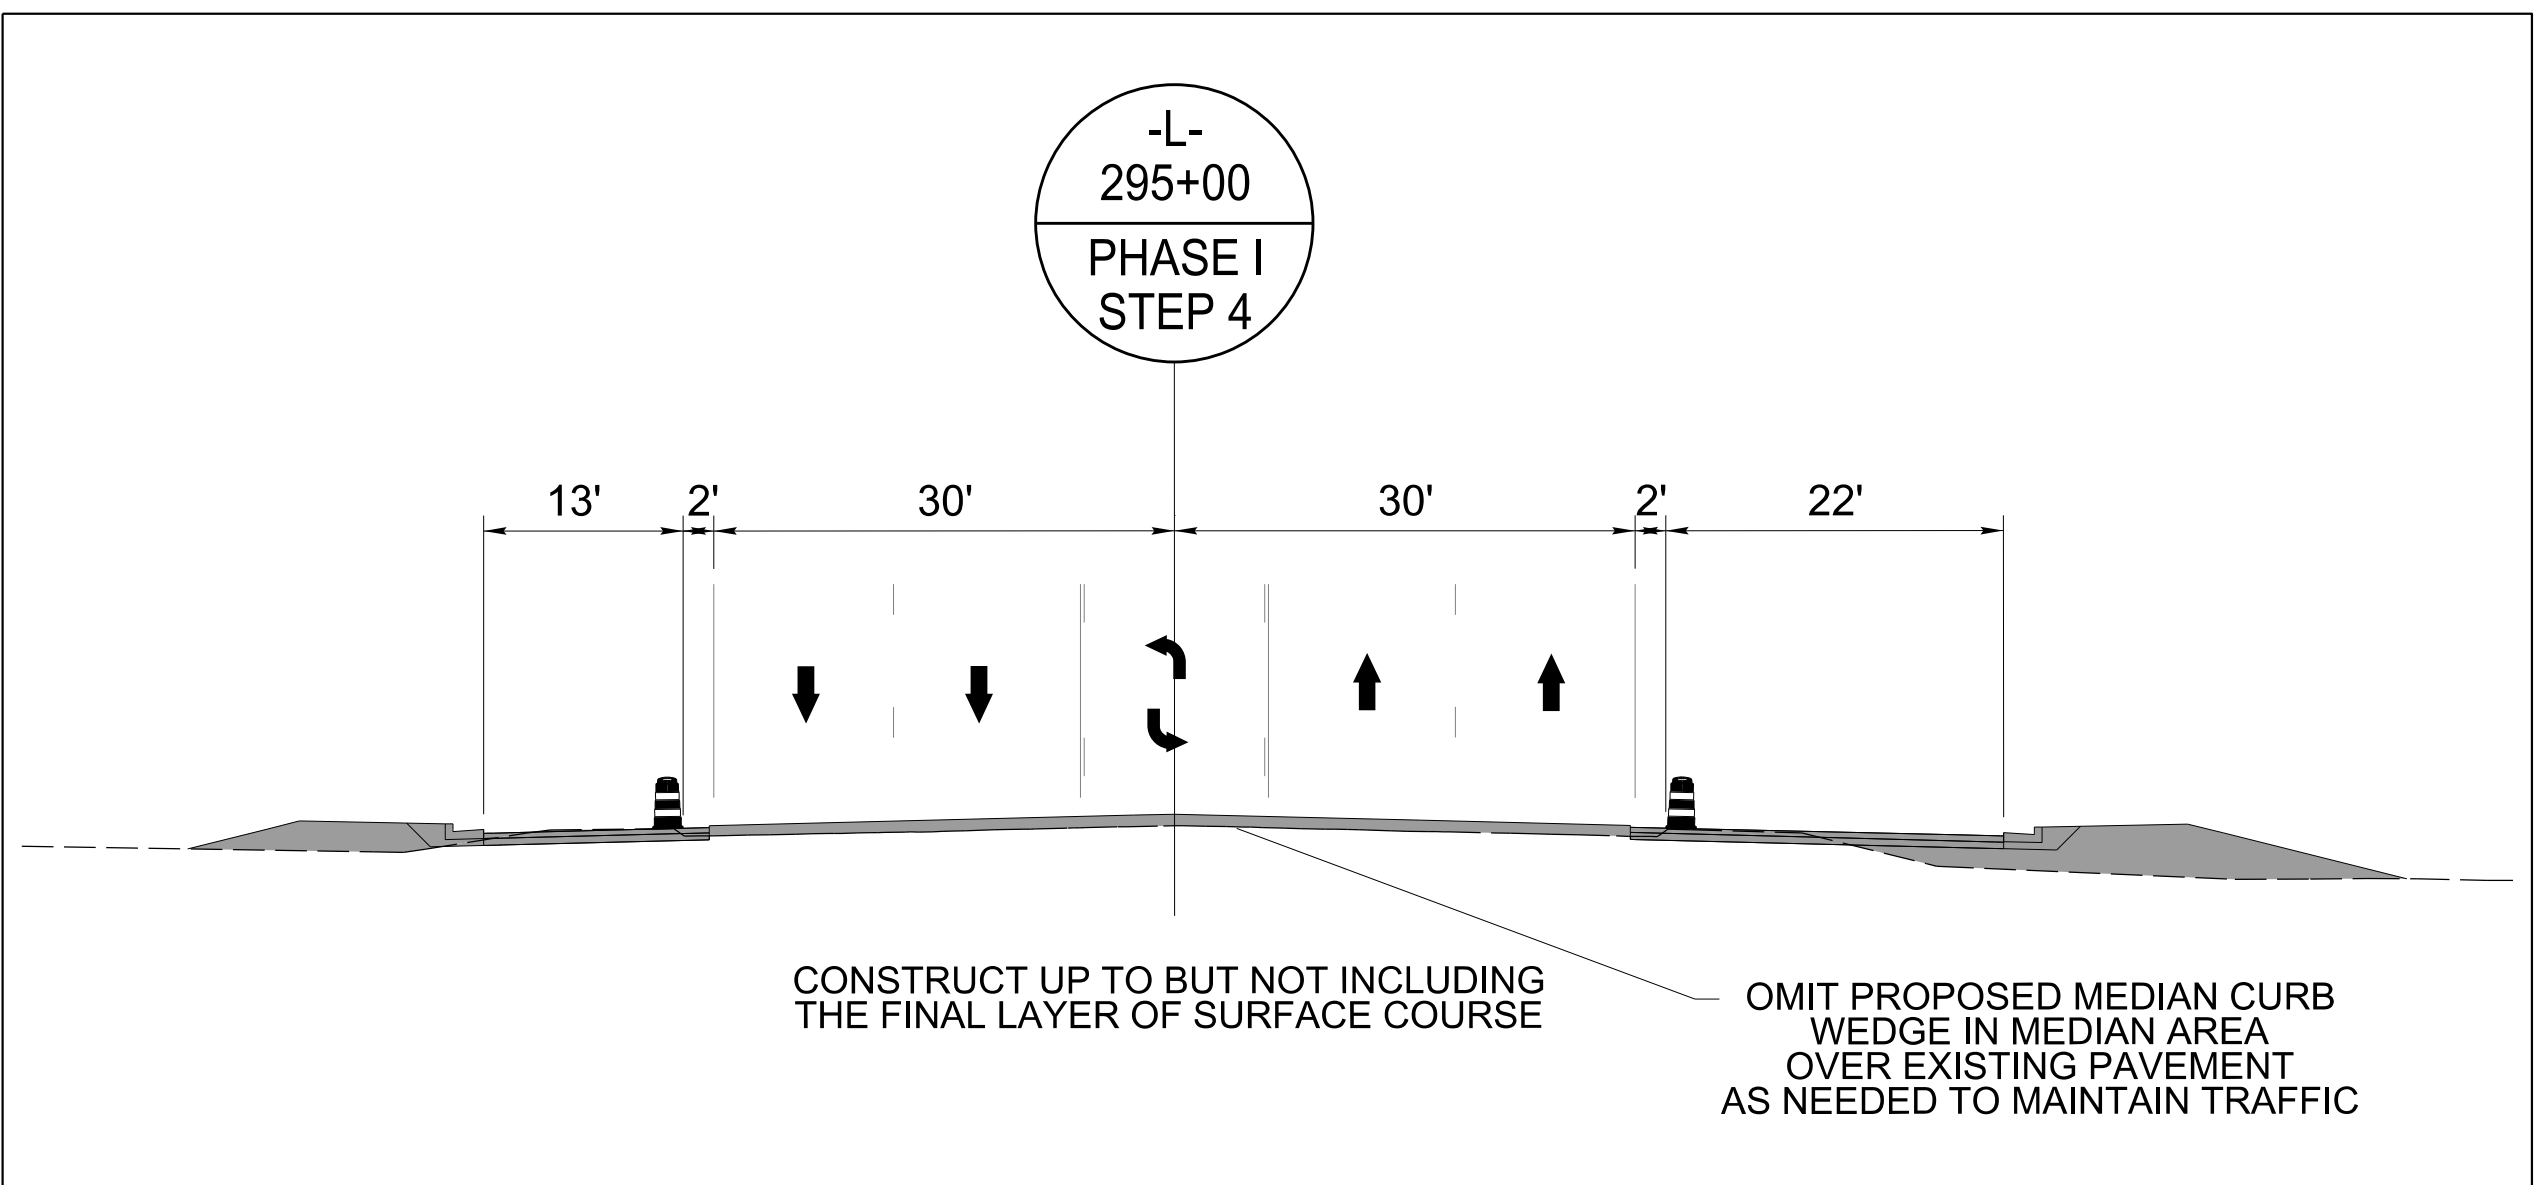 -L-
295+00
PHASE I
STEP 4
13' 2' 30' 30' 2' 22'
CONSTRUCT UP TO BUT NOT INCLUDING
THE FINAL LAYER OF SURFACE COURSE
OMIT PROPOSED MEDIAN CURB
WEDGE IN MEDIAN AREA
OVER EXISTING PAVEMENT
AS NEEDED TO MAINTAIN TRAFFIC